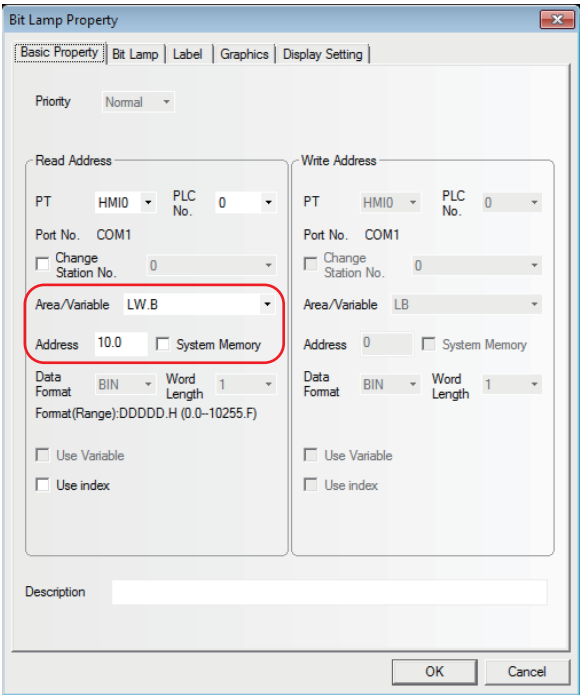 Bit Lamp Property
Basic Property Bit Lamp Label Graphics Display Setting
Priority Normal
Read Address
PT HMI0 PLC No. 0
Port No. COM1
Change Station No. 0
Area/Variable LW.B
Address 10.0 System Memory
Data Format BIN Word Length 1
Format(Range):DDDDD.H (0.0--10255.F)
Use Variable
Use index
Write Address
PT HMI0 PLC No. 0
Port No. COM1
Change Station No. 0
Area/Variable LB
Address 0 System Memory
Data Format BIN Word Length 1
Use Variable
Use index
Description
OK Cancel